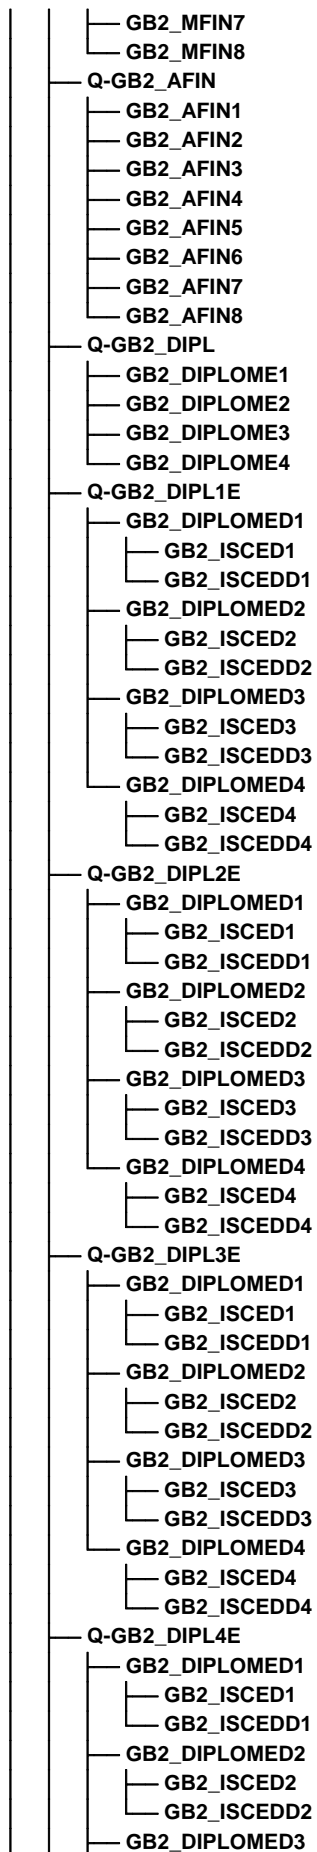 GB2_MFIN7
GB2_MFIN8
Q-GB2_AFIN
GB2_AFIN1
GB2_AFIN2
GB2_AFIN3
GB2_AFIN4
GB2_AFIN5
GB2_AFIN6
GB2_AFIN7
GB2_AFIN8
Q-GB2_DIPL
GB2_DIPLOME1
GB2_DIPLOME2
GB2_DIPLOME3
GB2_DIPLOME4
Q-GB2_DIPL1E
GB2_DIPLOMED1
GB2_ISCED1
GB2_ISCEDD1
GB2_DIPLOMED2
GB2_ISCED2
GB2_ISCEDD2
GB2_DIPLOMED3
GB2_ISCED3
GB2_ISCEDD3
GB2_DIPLOMED4
GB2_ISCED4
GB2_ISCEDD4
Q-GB2_DIPL2E
GB2_DIPLOMED1
GB2_ISCED1
GB2_ISCEDD1
GB2_DIPLOMED2
GB2_ISCED2
GB2_ISCEDD2
GB2_DIPLOMED3
GB2_ISCED3
GB2_ISCEDD3
GB2_DIPLOMED4
GB2_ISCED4
GB2_ISCEDD4
Q-GB2_DIPL3E
GB2_DIPLOMED1
GB2_ISCED1
GB2_ISCEDD1
GB2_DIPLOMED2
GB2_ISCED2
GB2_ISCEDD2
GB2_DIPLOMED3
GB2_ISCED3
GB2_ISCEDD3
GB2_DIPLOMED4
GB2_ISCED4
GB2_ISCEDD4
Q-GB2_DIPL4E
GB2_DIPLOMED1
GB2_ISCED1
GB2_ISCEDD1
GB2_DIPLOMED2
GB2_ISCED2
GB2_ISCEDD2
GB2_DIPLOMED3